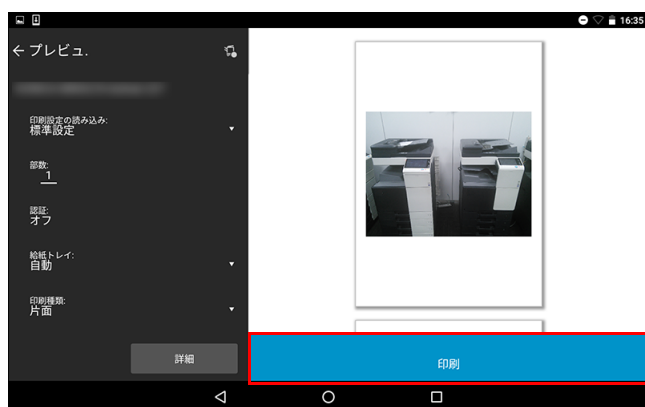 16:35
プレビュ.
印刷設定の読み込み:
標準設定
部数:
1
認証:
オフ
給紙トレイ:
自動
印刷種類:
片面
詳細
印刷